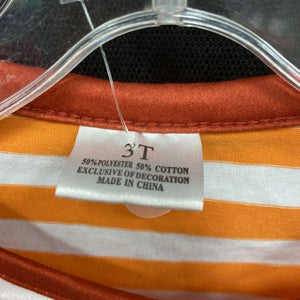 3T
50% POLYESTER 50% COTTON
EXCLUSIVE OF DECORATION
MADE IN CHINA